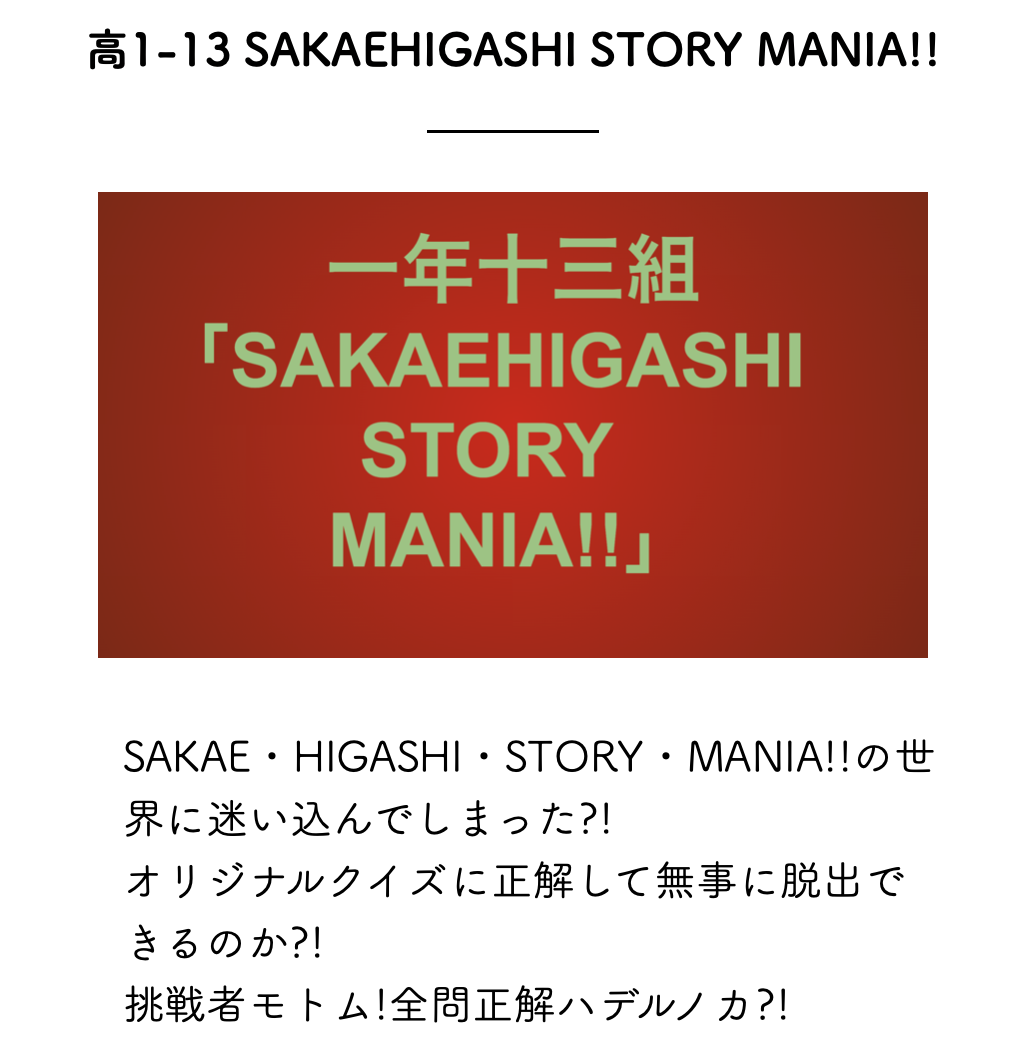 高1-13 SAKAEHIGASHI STORY MANIA!!
一年十三組
「SAKAEHIGASHI
STORY
MANIA!!」
SAKAE・HIGASHI・STORY・MANIA!!の世
界に迷い込んでしまった?!
オリジナルクイズに正解して無事に脱出で
きるのか?!
挑戦者モトム!全問正解ハデルノカ?!